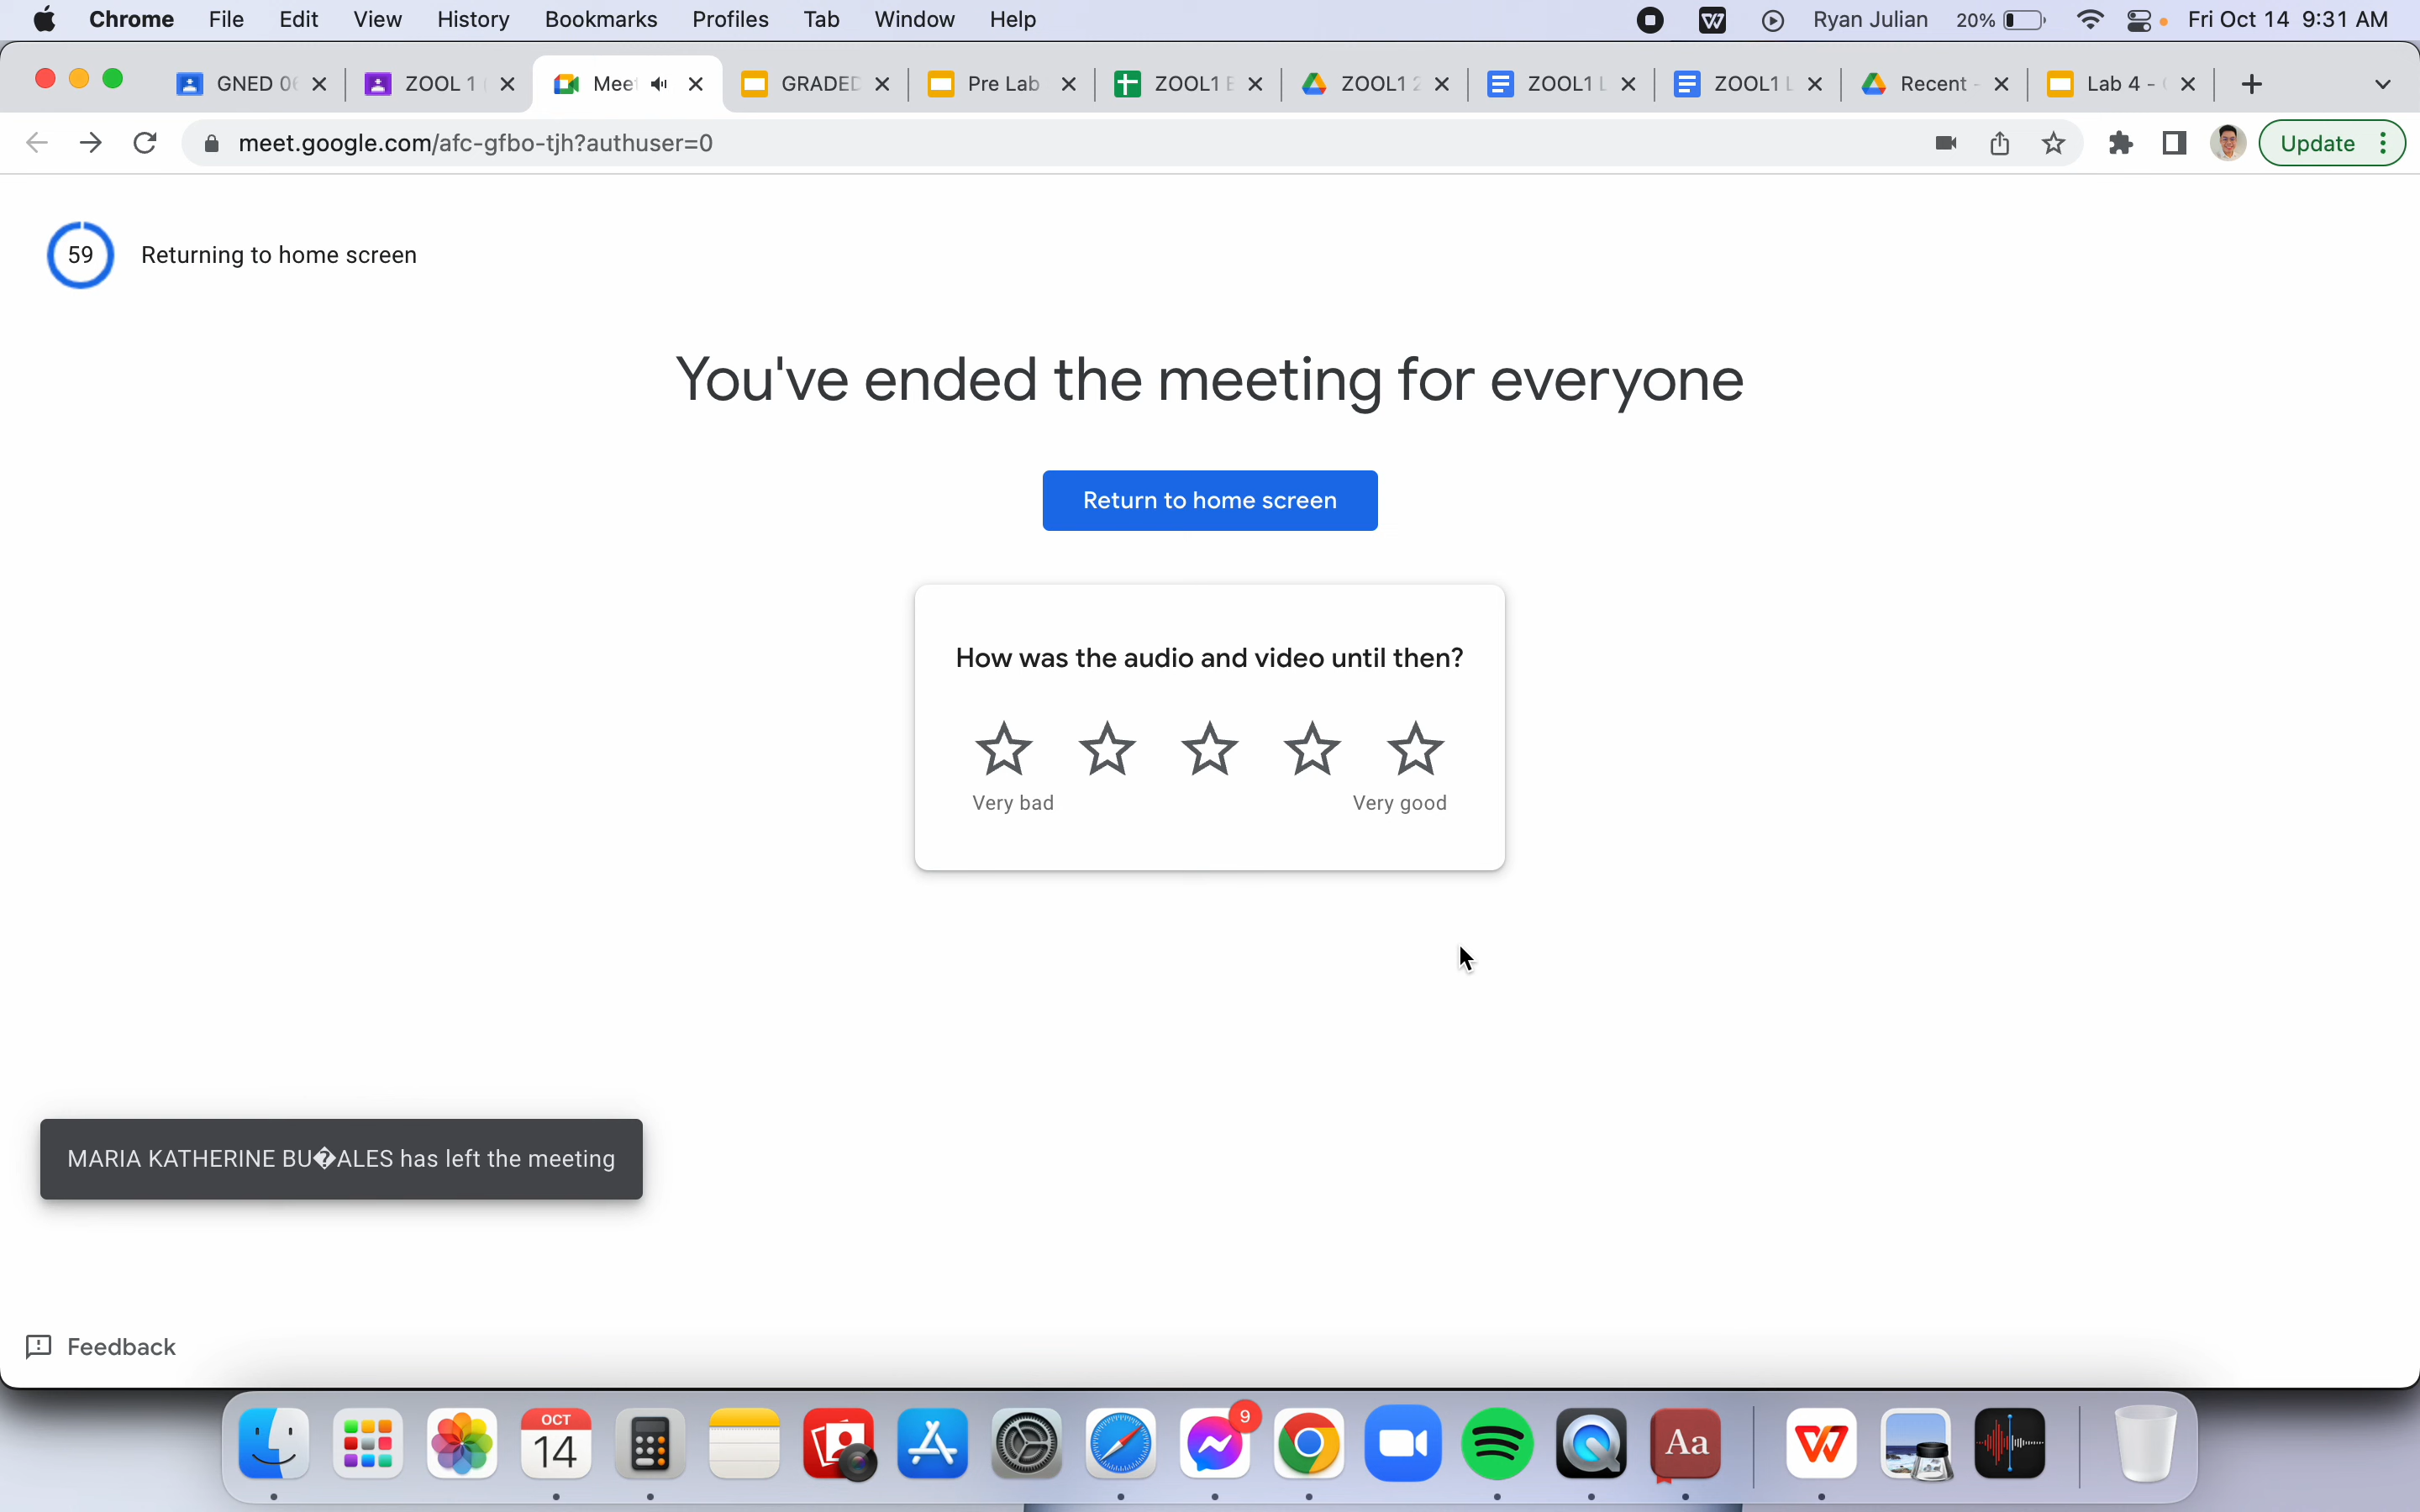 Chrome File Edit View History Bookmarks Profiles Tab Window Help Ryan Julian 20% Fri Oct 14 9:31 AM
GNED 06 ZOOL 1 Meet GRADED Pre Lab ZOOL1 E ZOOL1 2 ZOOL1 L ZOOL1 L Recent - Lab 4 -
meet.google.com/afc-gfbo-tjh?authuser=0 Update
59 Returning to home screen
You've ended the meeting for everyone
Return to home screen
How was the audio and video until then?
Very bad Very good
MARIA KATHERINE BU�ALES has left the meeting
Feedback
OCT
14
9
Aa